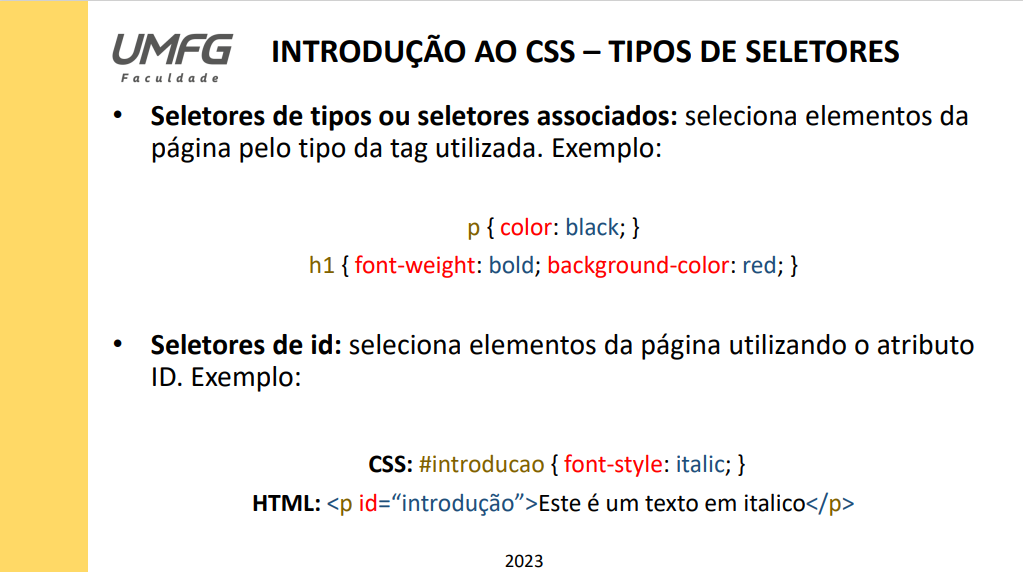 UMFG
Faculdade
INTRODUÇÃO AO CSS – TIPOS DE SELETORES
• Seletores de tipos ou seletores associados: seleciona elementos da
página pelo tipo da tag utilizada. Exemplo:
p { color: black; }
h1 { font-weight: bold; background-color: red; }
• Seletores de id: seleciona elementos da página utilizando o atributo
ID. Exemplo:
CSS: #introducao { font-style: italic; }
HTML: <p id=“introdução”>Este é um texto em italico</p>
2023